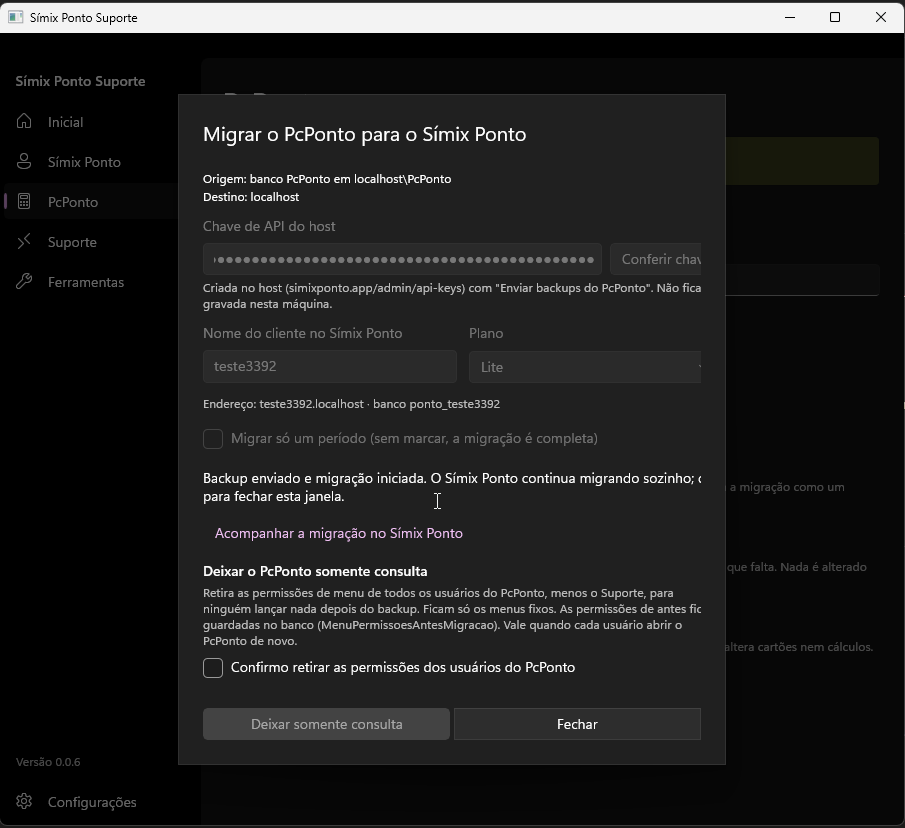 Símix Ponto Suporte
Símix Ponto Suporte
Inicial
Símix Ponto
PcPonto
Suporte
Ferramentas
Migrar o PcPonto para o Símix Ponto
Origem: banco PcPonto em localhost\PcPonto
Destino: localhost
Chave de API do host
Conferir chav
Criada no host (simixponto.app/admin/api-keys) com "Enviar backups do PcPonto". Não fica
gravada nesta máquina.
Nome do cliente no Símix Ponto
Plano
teste3392
Lite
Endereço: teste3392.localhost · banco ponto_teste3392
Migrar só um período (sem marcar, a migração é completa)
Backup enviado e migração iniciada. O Símix Ponto continua migrando sozinho;
para fechar esta janela.
a migração como um
Acompanhar a migração no Símix Ponto
que falta. Nada é alterado
Deixar o PcPonto somente consulta
Retira as permissões de menu de todos os usuários do PcPonto, menos o Suporte, para
ninguém lançar nada depois do backup. Ficam só os menus fixos. As permissões de antes fic
guardadas no banco (MenuPermissoesAntesMigracao). Vale quando cada usuário abrir o
PcPonto de novo.
altera cartões nem cálculos.
Confirmo retirar as permissões dos usuários do PcPonto
Deixar somente consulta
Fechar
Versão 0.0.6
Configurações